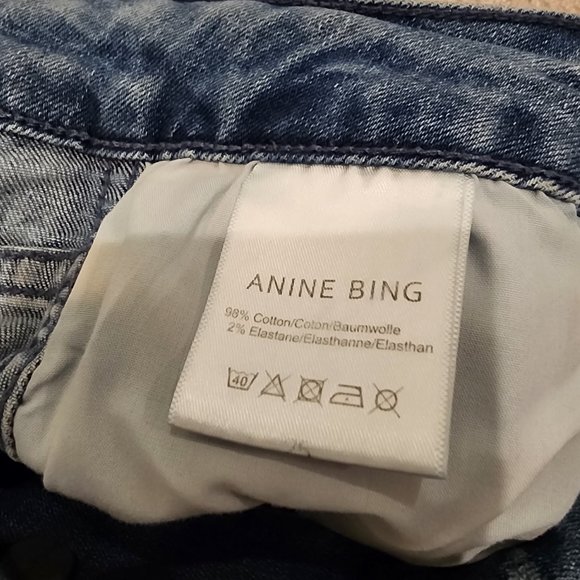 ANINE BING
98% Cotton/Coton/Baumwolle
2% Elastane/Elasthanne/Elasthan
40